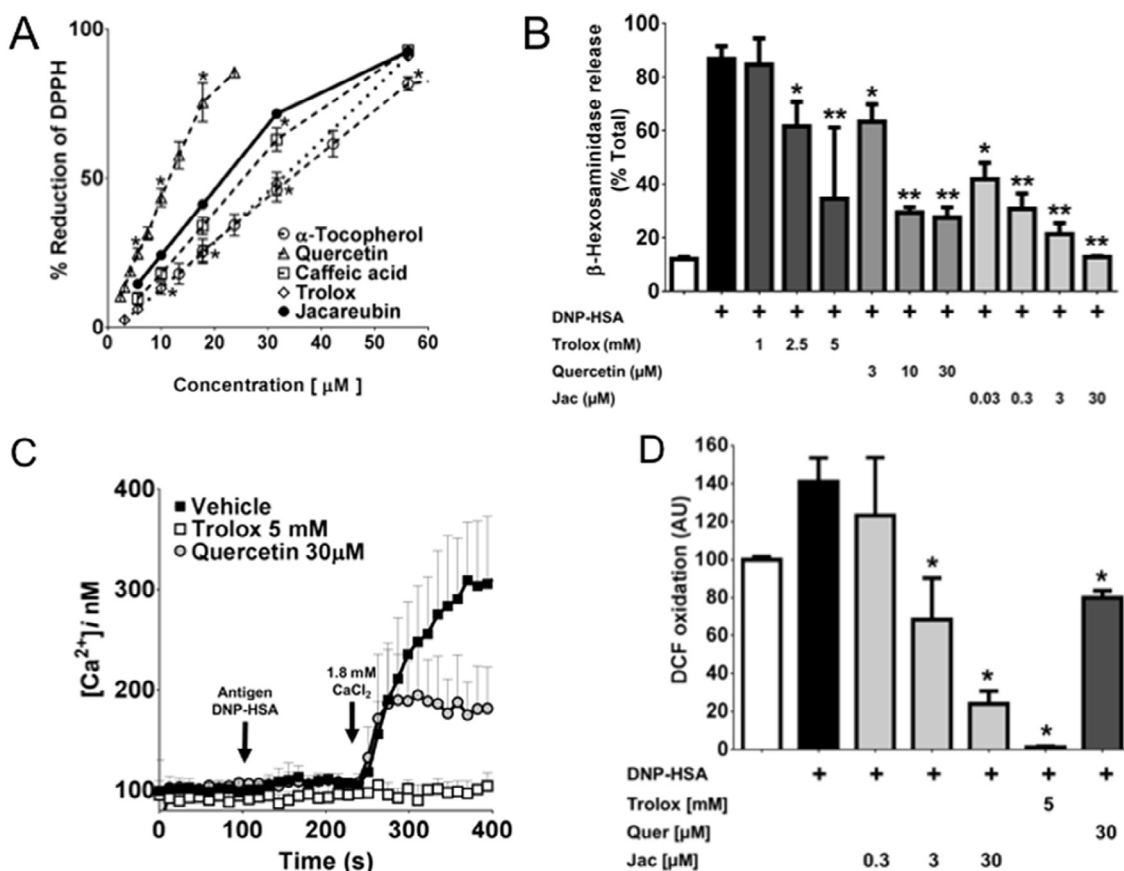 A
% Reduction of DPPH
100
50
0
0 10 20 30 40 50 60
Concentration [ μM ]
α-Tocopherol
Quercetin
Caffeic acid
Trolox
Jacareubin
* * * * * * * *
B
β-Hexosaminidase release
(% Total)
100
80
60
40
20
0
* ** * ** ** * ** ** **
DNP-HSA + + + + + + + + + + +
Trolox (mM) 1 2.5 5
Quercetin (μM) 3 10 30
Jac (μM) 0.03 0.3 3 30
C
[Ca²⁺]i nM
400
300
200
100
0 100 200 300 400
Time (s)
Vehicle
Trolox 5 mM
Quercetin 30μM
Antigen
DNP-HSA
1.8 mM
CaCl₂
D
DCF oxidation (AU)
160
140
120
100
80
60
40
20
0
* * * *
DNP-HSA + + + + + +
Trolox [mM] 5
Quer [μM] 30
Jac [μM] 0.3 3 30